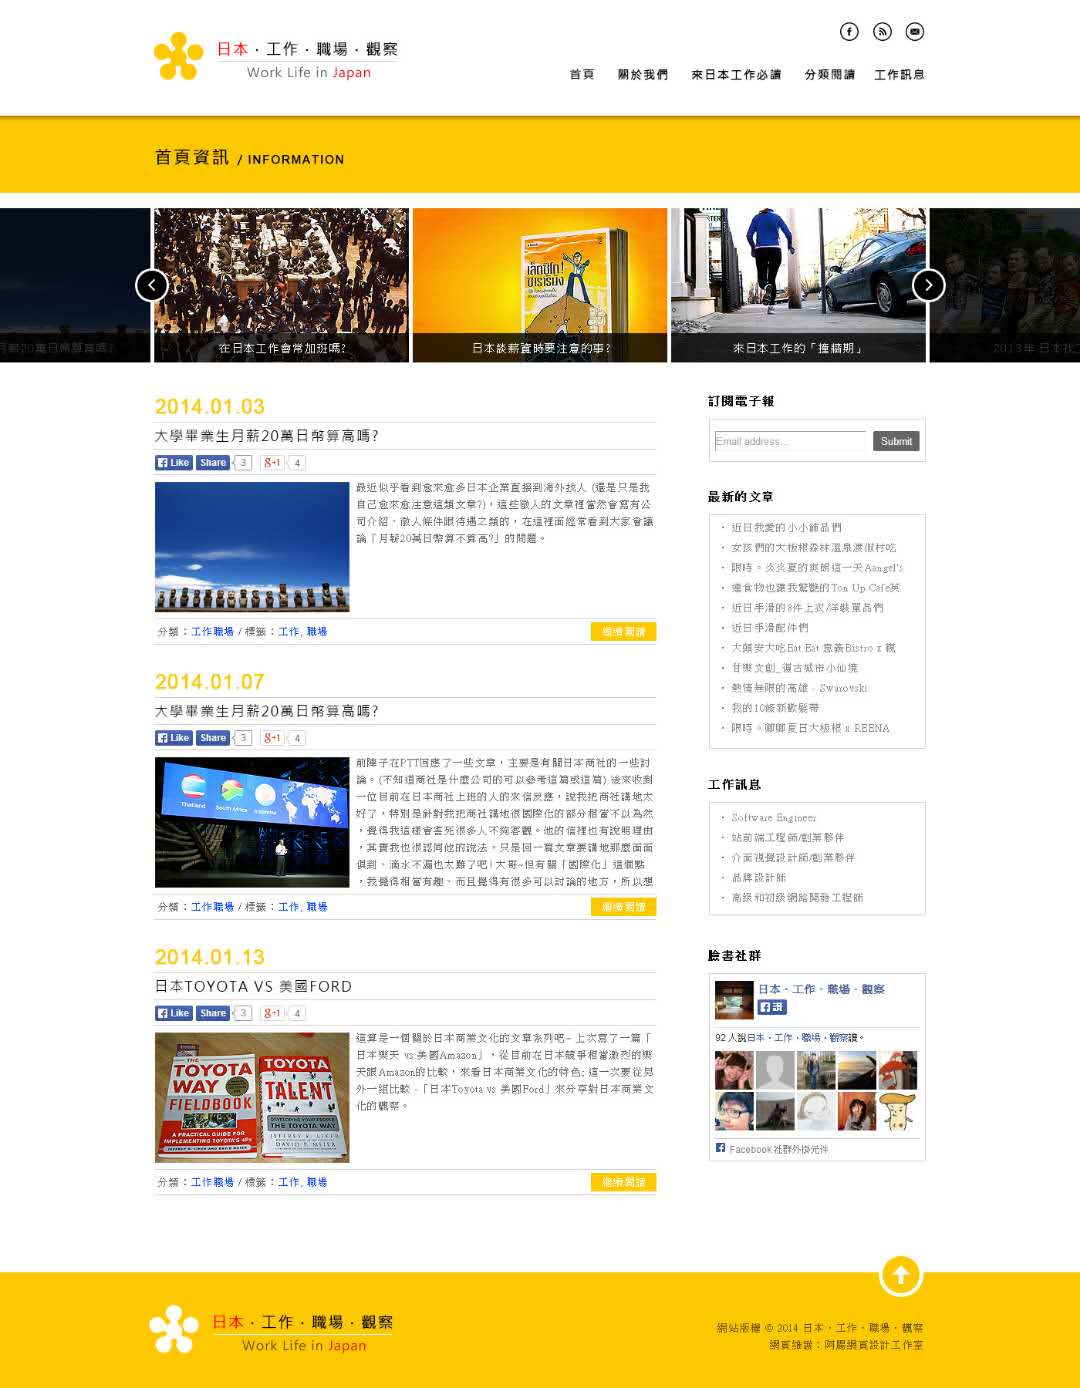 日本・工作・職場・觀察
Work Life in Japan
首頁 關於我們 來日本工作必讀 分類閱讀 工作訊息
首頁資訊 / INFORMATION
在日本工作會常加班嗎?
日本談薪資時要注意的事?
來日本工作的「撞牆期」
2014.01.03
大學畢業生月薪20萬日幣算高嗎?
Like Share 3 g+1 4
最近似乎看到愈來愈多日本企業直接到海外找人 (還是只是我
自己愈來愈注意這類文章?)，這些徵人的文章裡當然會寫有公
司介紹、徵人條件跟待遇之類的，在這裡面經常看到大家會議
論『月薪20萬日幣算不算高?』的問題。
分類：工作職場 / 標籤：工作, 職場
繼續閱讀
2014.01.07
大學畢業生月薪20萬日幣算高嗎?
Like Share 3 g+1 4
Thailand South Africa Argentina
前陣子在PTT回應了一些文章，主要是有關日本商社的一些討
論。(不知道商社是什麼公司的可以參考這篇或這篇) 後來收到
一位目前在日本商社上班的人的來信反應，說我把商社講地太
好了，特別是針對我把商社講地很國際化的部分相當不以為然
，覺得我這樣會害死很多人不夠客觀。他的信裡也有說明理由
，其實我也很認同他的說法，只是回一篇文章要講地那麼面面
俱到、滴水不漏也太難了吧! 大哥~但有關「國際化」這個點
，我覺得相當有趣、而且覺得有很多可以討論的地方，所以想
分類：工作職場 / 標籤：工作, 職場
繼續閱讀
2014.01.13
日本TOYOTA VS 美國FORD
Like Share 3 g+1 4
THE TOYOTA WAY FIELDBOOK
A PRACTICAL GUIDE FOR
IMPLEMENTING TOYOTA'S 4Ps
JEFFREY K. LIKER AND DAVID MEIER
TOYOTA TALENT
DEVELOPING YOUR PEOPLE
THE TOYOTA WAY
JEFFREY K. LIKER
DAVID P. MEIER
這算是一個關於日本商業文化的文章系列吧~ 上次寫了一篇「
日本樂天 vs 美國Amazon」，從目前在日本競爭相當激烈的樂
天跟Amazon的比較，來看日本商業文化的特色; 這一次要從另
外一組比較 -「日本Toyota vs 美國Ford」來分享對日本商業文
化的觀察。
分類：工作職場 / 標籤：工作, 職場
繼續閱讀
訂閱電子報
Email address...
Submit
最新的文章
近日我愛的小小飾品們
女孩們的大板根森林溫泉渡假村吃
限時。炎炎夏的爽朗這一天Aangel's
連食物也讓我驚艷的Ton Up Cafe英
近日手滑的8件上衣/洋裝單品們
近日手滑配件們
大頭安大吃Eat Eat 意義Bistro x 親
甘樂文創_復古城市小仙境
熱情無限的高雄 - Swarovski
我的10條新歡髮帶
限時。卿卿夏日大板根 x REENA
工作訊息
Software Engineer
站前端工程師/創業夥伴
介面視覺設計師/創業夥伴
品牌設計師
高級和初級網路開發工程師
臉書社群
日本・工作・職場・觀察
讚
92 人說日本・工作・職場・觀察讚。
Facebook社群外掛元件
日本・工作・職場・觀察
Work Life in Japan
網站版權 © 2014 日本・工作・職場・觀察
網頁維護：阿腸網頁設計工作室